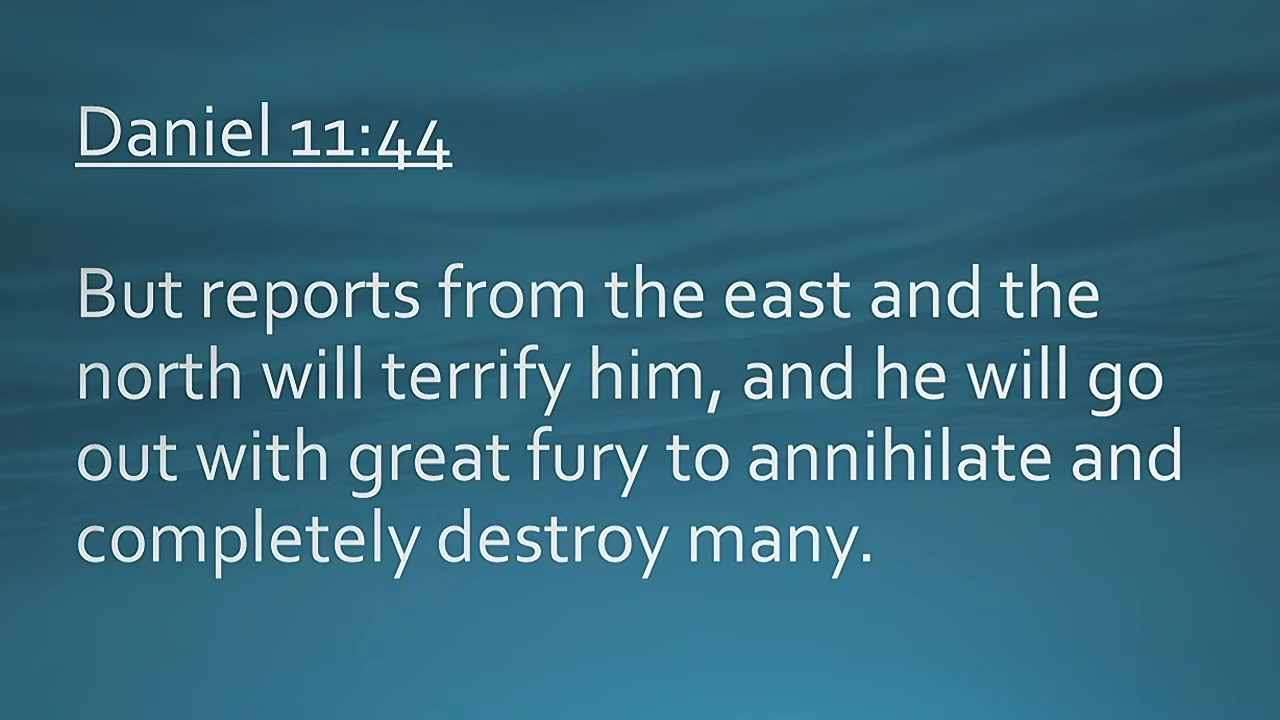 Daniel 11:44
But reports from the east and the
north will terrify him, and he will go
out with great fury to annihilate and
completely destroy many.